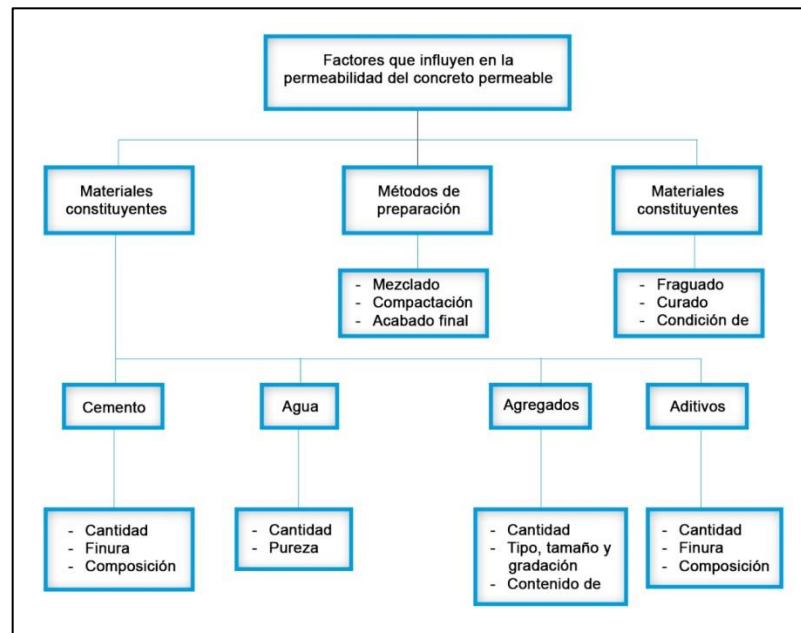 Factores que influyen en la
permeabilidad del concreto permeable
Materiales
constituyentes
Métodos de
preparación
Materiales
constituyentes
- Mezclado
- Compactación
- Acabado final
- Fraguado
- Curado
- Condición de
Cemento
Agua
Agregados
Aditivos
- Cantidad
- Finura
- Composición
- Cantidad
- Pureza
- Cantidad
- Tipo, tamaño y
gradación
- Contenido de
- Cantidad
- Finura
- Composición